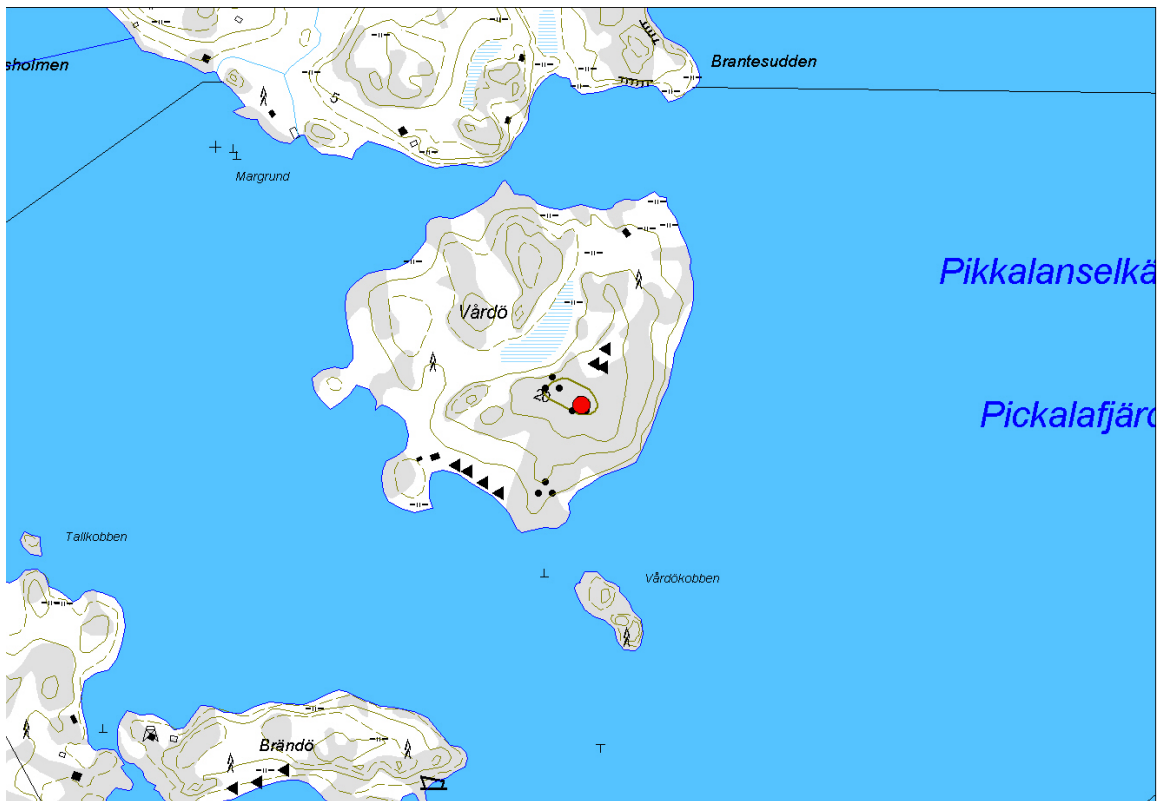 sholmen
Brantesudden
5
Margrund
Pikkalanselkä
Vårdö
20
Pickalafjärd
Tallkobben
Vårdökobben
Brändö